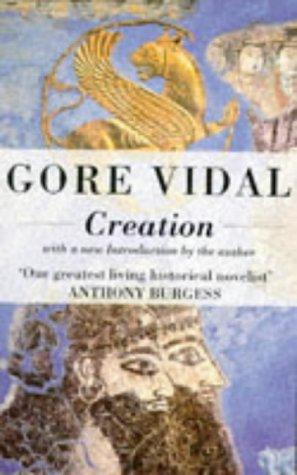 GORE VIDAL
Creation
with a new Introduction by the author
'Our greatest living historical novelist'
ANTHONY BURGESS